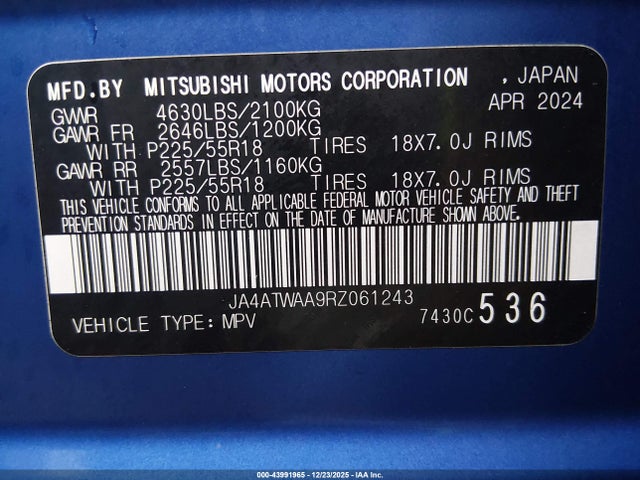 MFD.BY MITSUBISHI MOTORS CORPORATION , JAPAN
GVWR 4630LBS/2100KG APR 2024
GAWR FR 2646LBS/1200KG
WITH P225/55R18 TIRES 18X7.0J RIMS
GAWR RR 2557LBS/1160KG
WITH P225/55R18 TIRES 18X7.0J RIMS
THIS VEHICLE CONFORMS TO ALL APPLICABLE FEDERAL MOTOR VEHICLE SAFETY AND THEFT
PREVENTION STANDARDS IN EFFECT ON THE DATE OF MANUFACTURE SHOWN ABOVE.
JA4ATWAA9RZ061243
VEHICLE TYPE: MPV 7430C 536
000-43991965 • 12/23/2025 • IAA Inc.